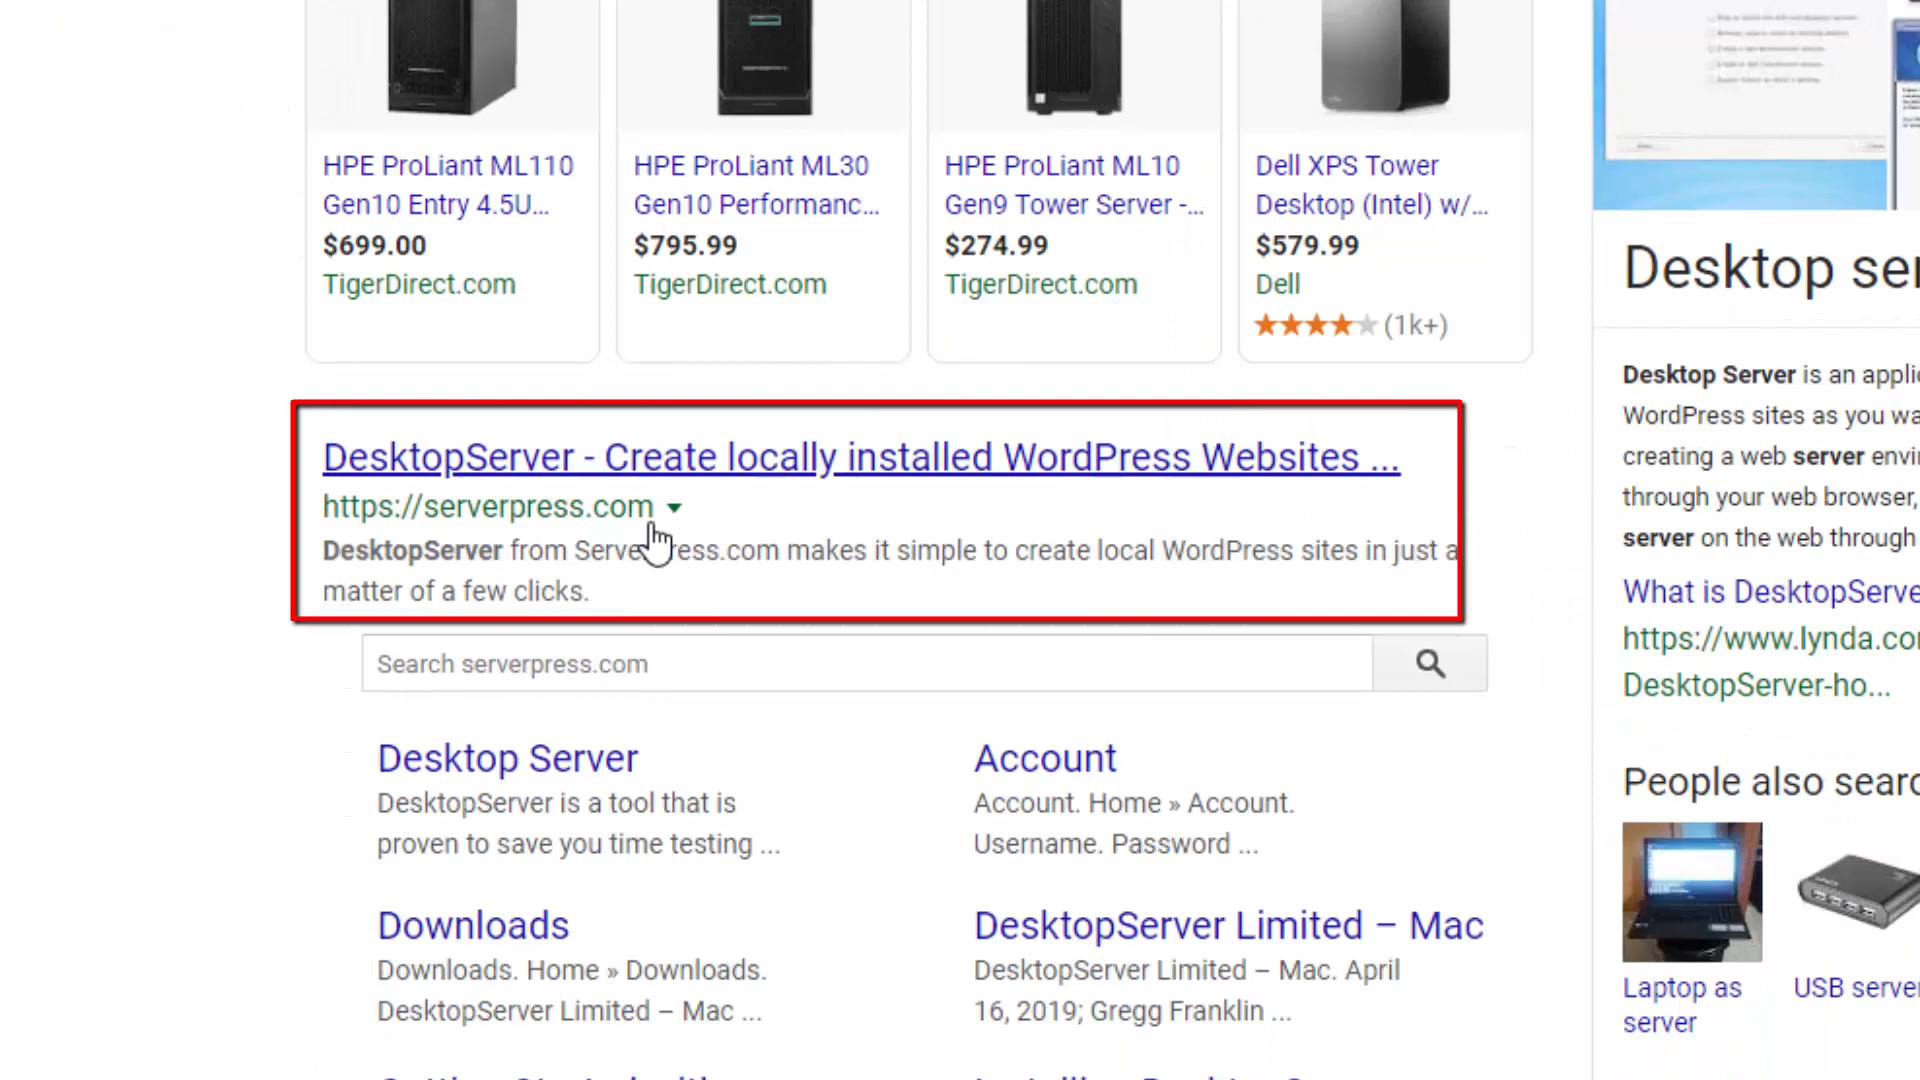 HPE ProLiant ML110
Gen10 Entry 4.5U...
$699.00
TigerDirect.com
HPE ProLiant ML30
Gen10 Performanc...
$795.99
TigerDirect.com
HPE ProLiant ML10
Gen9 Tower Server -...
$274.99
TigerDirect.com
Dell XPS Tower
Desktop (Intel) w/...
$579.99
Dell
(1k+)
DesktopServer - Create locally installed WordPress Websites ...
https://serverpress.com
DesktopServer from Serve ress.com makes it simple to create local WordPress sites in just a
matter of a few clicks.
Search serverpress.com
Desktop Server
DesktopServer is a tool that is
proven to save you time testing ...
Account
Account. Home » Account.
Username. Password ...
Downloads
Downloads. Home » Downloads.
DesktopServer Limited – Mac ...
DesktopServer Limited – Mac
DesktopServer Limited – Mac. April
16, 2019; Gregg Franklin ...
Desktop ser
Desktop Server is an applic
WordPress sites as you wa
creating a web server envir
through your web browser,
server on the web through
What is DesktopServe
https://www.lynda.co
DesktopServer-ho...
People also searc
Laptop as
server
USB server